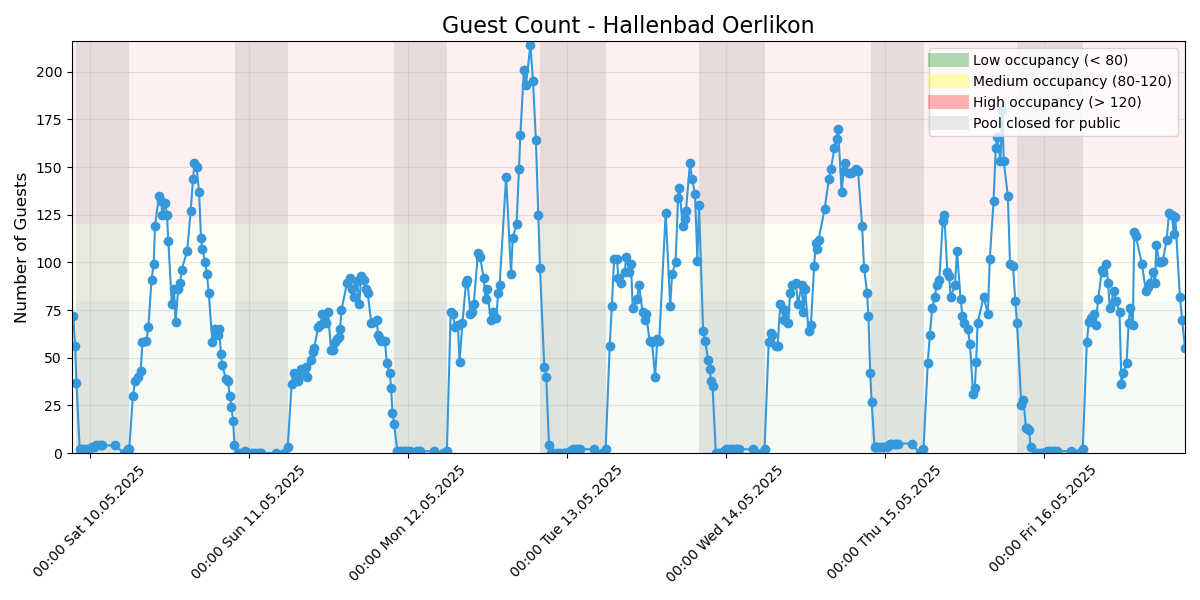 Guest Count - Hallenbad Oerlikon
Number of Guests
200
175
150
125
100
75
50
25
0
Low occupancy (< 80)
Medium occupancy (80-120)
High occupancy (> 120)
Pool closed for public
00:00 Sat 10.05.2025
00:00 Sun 11.05.2025
00:00 Mon 12.05.2025
00:00 Tue 13.05.2025
00:00 Wed 14.05.2025
00:00 Thu 15.05.2025
00:00 Fri 16.05.2025